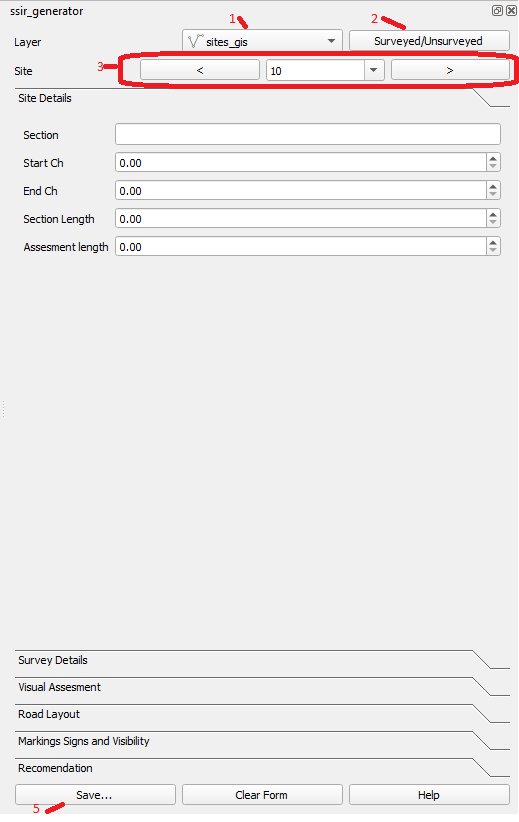 ssir_generator
1 2
Layer sites_gis Surveyed/Unsurveyed
3 Site < 10 >
Site Details
Section
Start Ch 0.00
End Ch 0.00
Section Length 0.00
Assesment length 0.00
Survey Details
Visual Assesment
Road Layout
Markings Signs and Visibility
Recomendation
Save... Clear Form Help
5